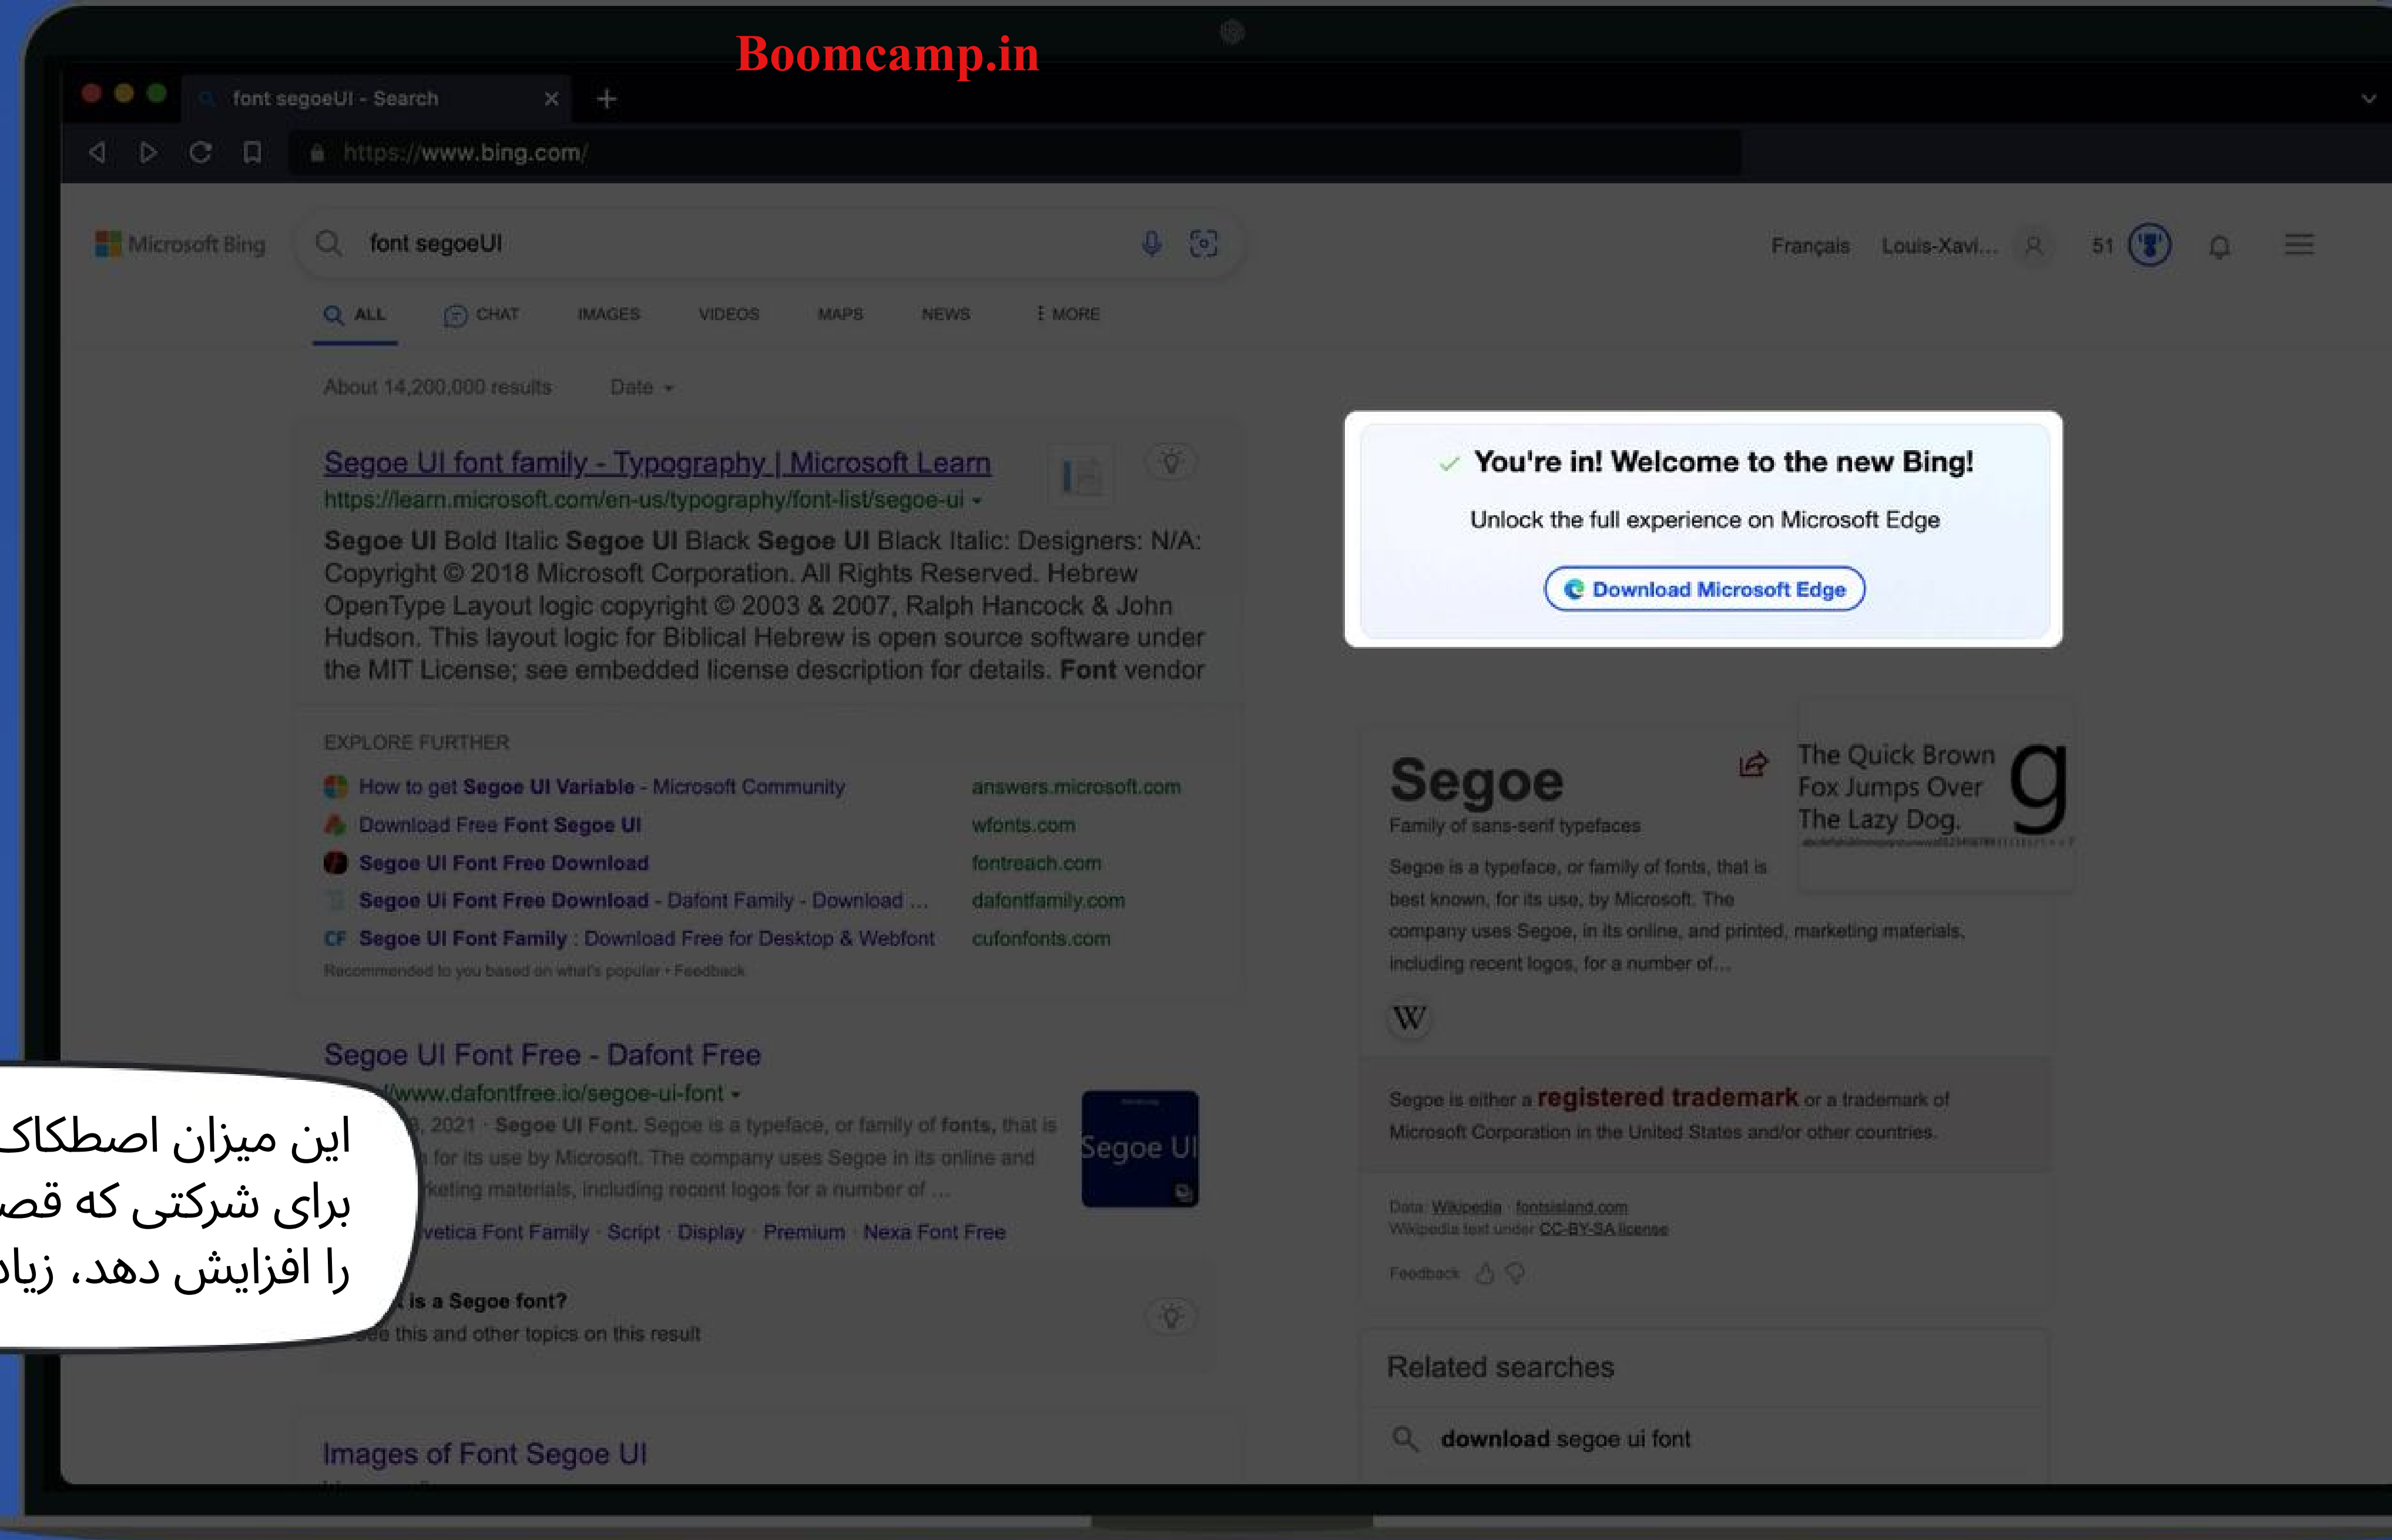 Boomcamp.in
font segoeUI - Search
https://www.bing.com/
Microsoft Bing
font segoeUI
Français Louis-Xavi... 51
ALL CHAT IMAGES VIDEOS MAPS NEWS MORE
About 14,200,000 results Date
Segoe UI font family - Typography | Microsoft Learn
https://learn.microsoft.com/en-us/typography/font-list/segoe-ui
Segoe UI Bold Italic Segoe UI Black Segoe UI Black Italic: Designers: N/A:
Copyright © 2018 Microsoft Corporation. All Rights Reserved. Hebrew
OpenType Layout logic copyright © 2003 & 2007, Ralph Hancock & John
Hudson. This layout logic for Biblical Hebrew is open source software under
the MIT License; see embedded license description for details. Font vendor
EXPLORE FURTHER
How to get Segoe UI Variable - Microsoft Community answers.microsoft.com
Download Free Font Segoe UI wfonts.com
Segoe UI Font Free Download fontreach.com
Segoe Ui Font Free Download - Dafont Family - Download ... dafontfamily.com
CF Segoe UI Font Family : Download Free for Desktop & Webfont cufonfonts.com
Recommended to you based on what's popular • Feedback
Segoe UI Font Free - Dafont Free
/www.dafontfree.io/segoe-ui-font
, 2021 · Segoe UI Font. Segoe is a typeface, or family of fonts, that is
for its use by Microsoft. The company uses Segoe in its online and
keting materials, including recent logos for a number of ...
vetica Font Family · Script · Display · Premium · Nexa Font Free
Segoe UI
is a Segoe font?
this and other topics on this result
Images of Font Segoe UI
You're in! Welcome to the new Bing!
Unlock the full experience on Microsoft Edge
Download Microsoft Edge
Segoe
Family of sans-serif typefaces
The Quick Brown
Fox Jumps Over
The Lazy Dog.
g
Segoe is a typeface, or family of fonts, that is
best known, for its use, by Microsoft. The
company uses Segoe, in its online, and printed, marketing materials,
including recent logos, for a number of...
W
Segoe is either a registered trademark or a trademark of
Microsoft Corporation in the United States and/or other countries.
Data: Wikipedia · fontsisland.com
Wikipedia text under CC-BY-SA license
Feedback
Related searches
download segoe ui font
این میزان اصطکاک
برای شرکتی که قص
را افزایش دهد، زیاد